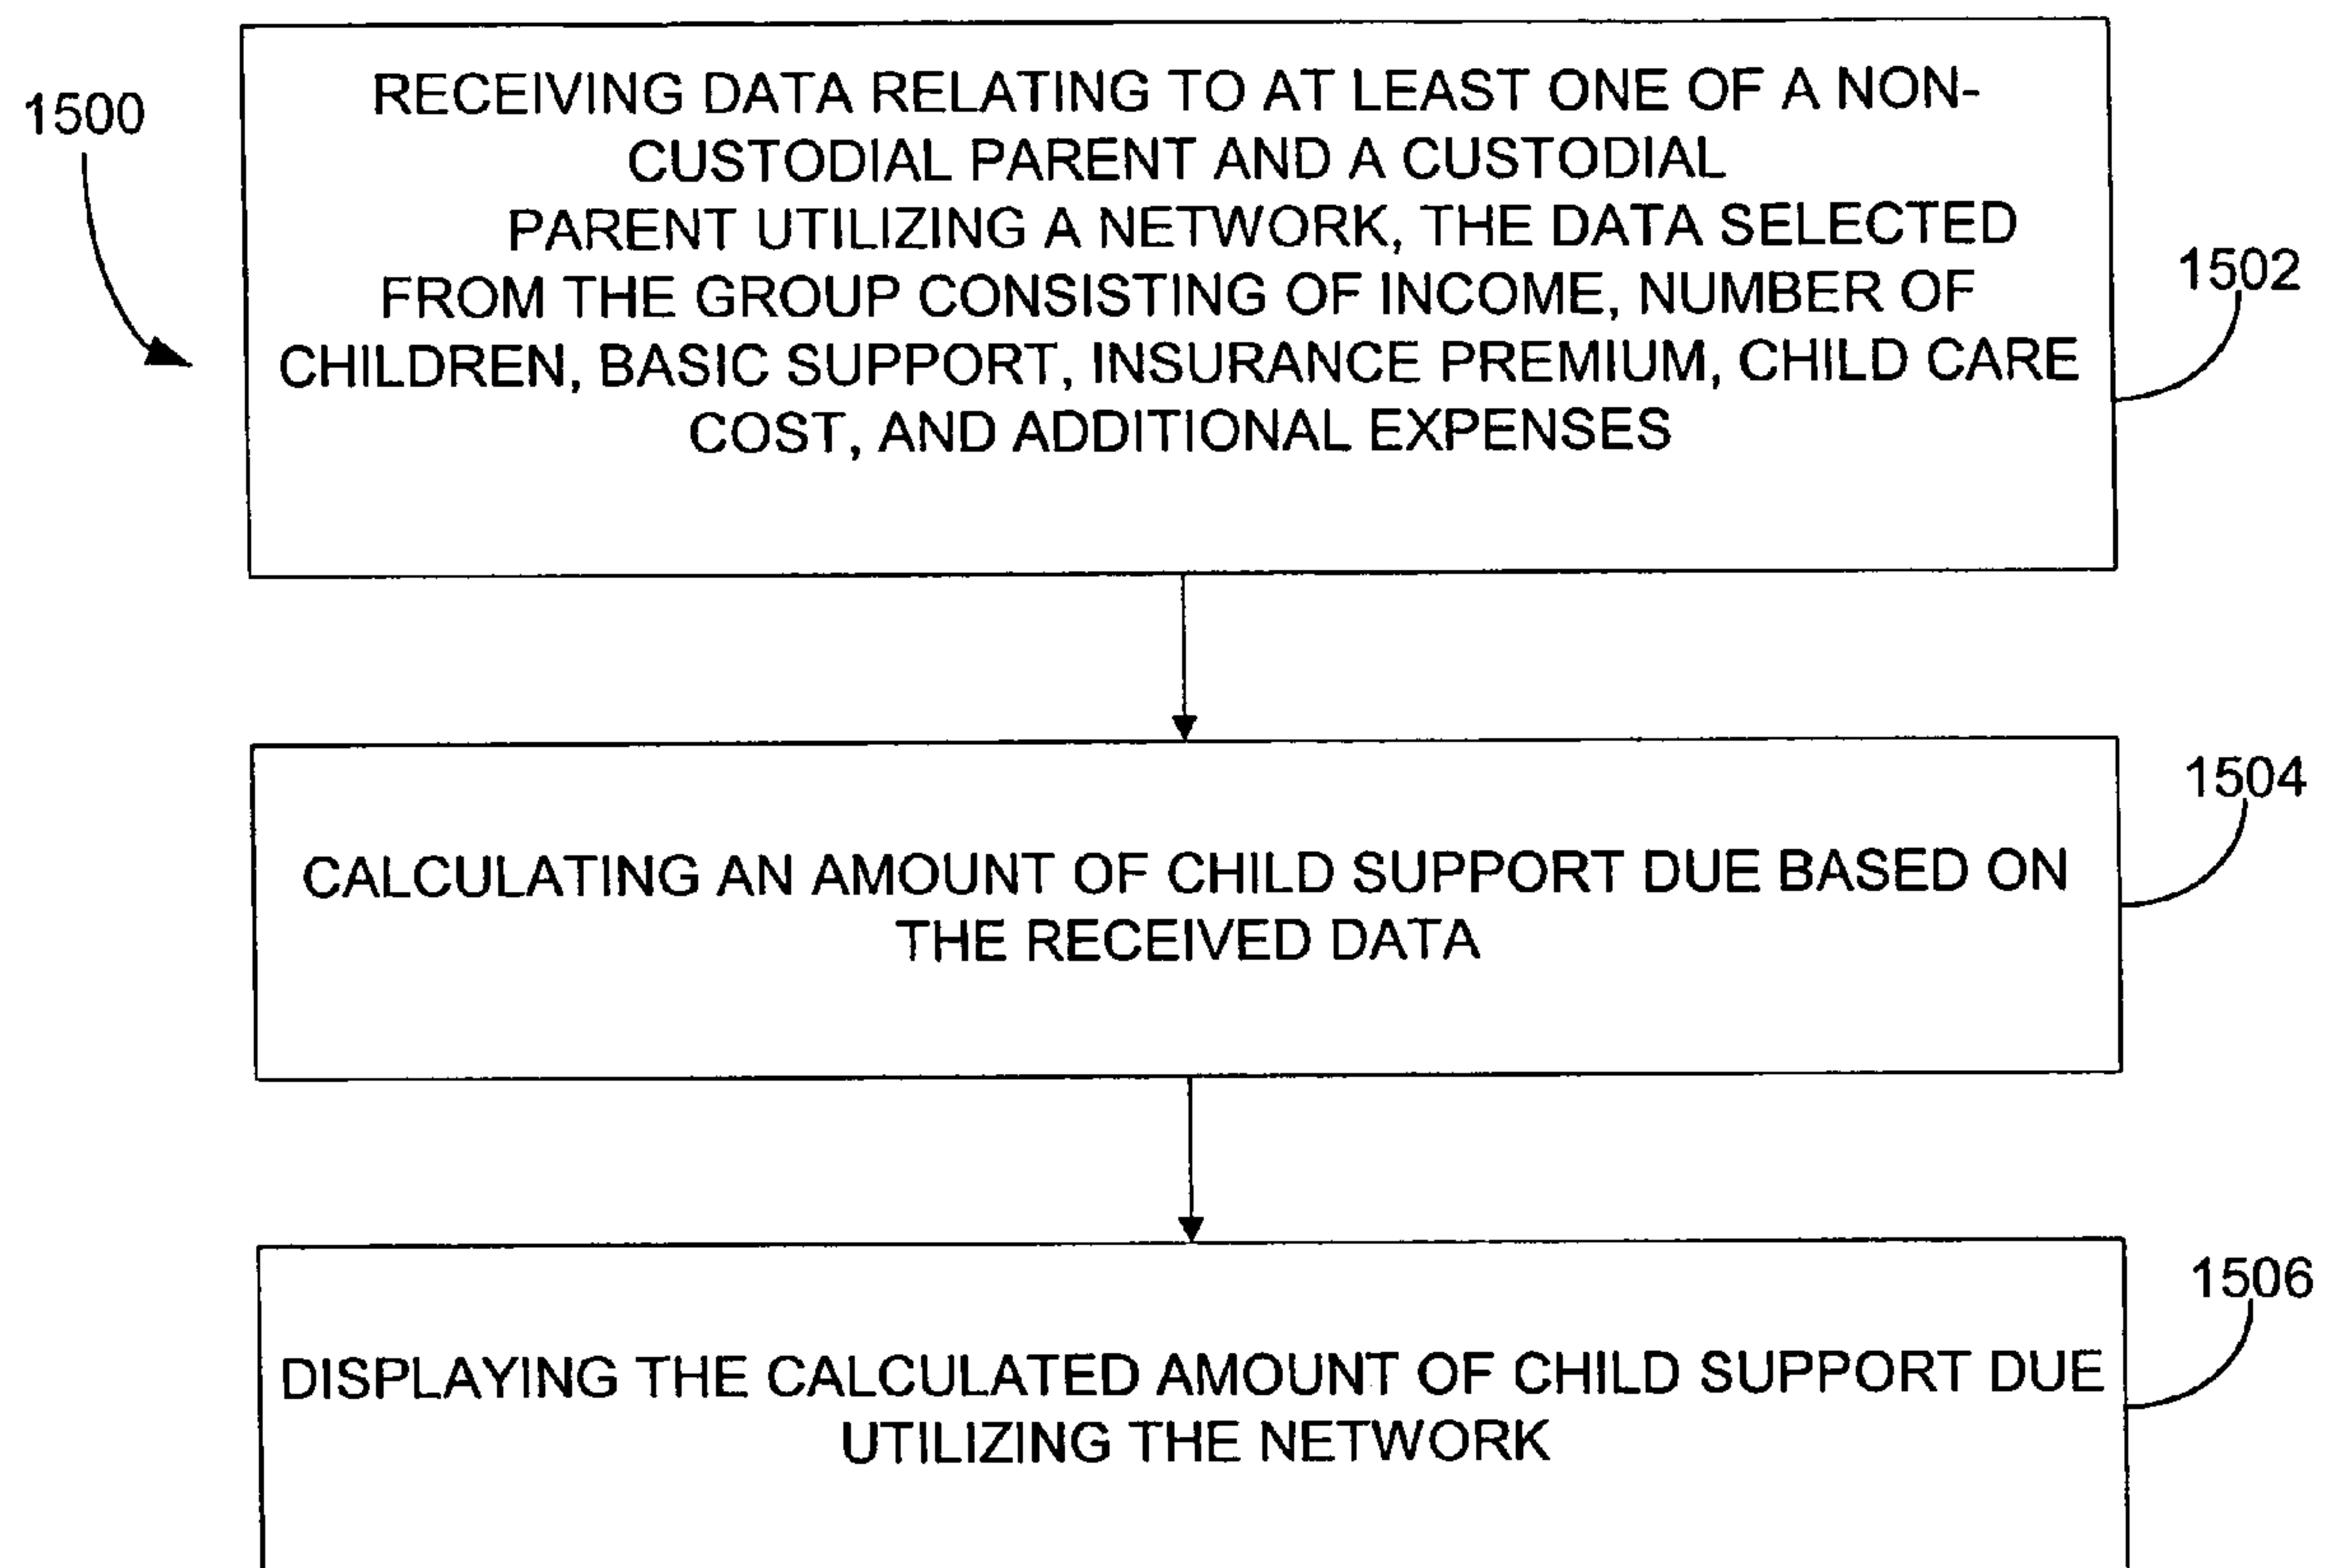 1500
RECEIVING DATA RELATING TO AT LEAST ONE OF A NON-
CUSTODIAL PARENT AND A CUSTODIAL
PARENT UTILIZING A NETWORK, THE DATA SELECTED
FROM THE GROUP CONSISTING OF INCOME, NUMBER OF
CHILDREN, BASIC SUPPORT, INSURANCE PREMIUM, CHILD CARE
COST, AND ADDITIONAL EXPENSES
1502
CALCULATING AN AMOUNT OF CHILD SUPPORT DUE BASED ON
THE RECEIVED DATA
1504
DISPLAYING THE CALCULATED AMOUNT OF CHILD SUPPORT DUE
UTILIZING THE NETWORK
1506